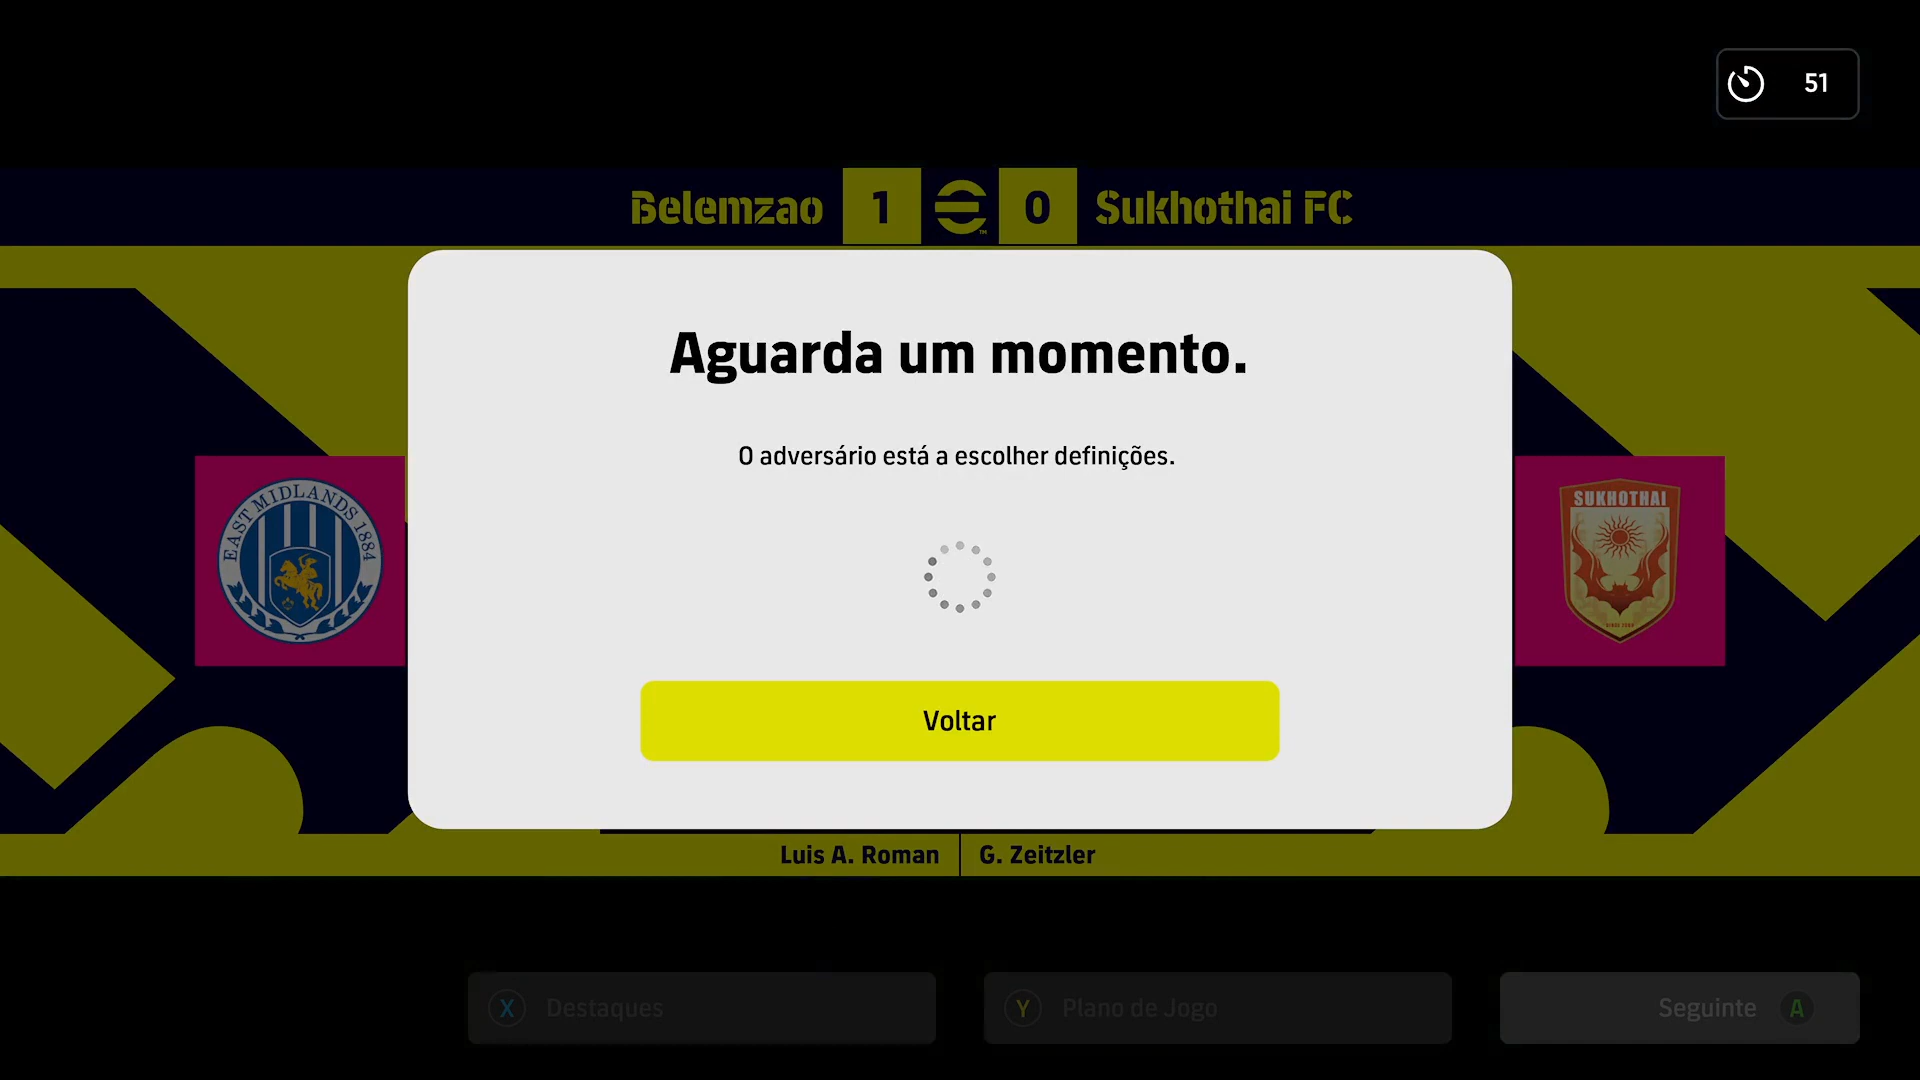 51
Belemzao 1 0 Sukhothai FC
TM
Aguarda um momento.
O adversário está a escolher definições.
EAST MIDLANDS 1884
SUKHOTHAI
Voltar
Luis A. Roman
G. Zeitzler
X Destaques
Y Plano de Jogo
Seguinte A